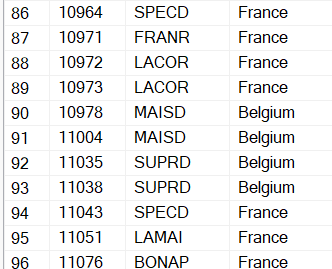 86 10964 SPECD France
87 10971 FRANR France
88 10972 LACOR France
89 10973 LACOR France
90 10978 MAISD Belgium
91 11004 MAISD Belgium
92 11035 SUPRD Belgium
93 11038 SUPRD Belgium
94 11043 SPECD France
95 11051 LAMAI France
96 11076 BONAP France